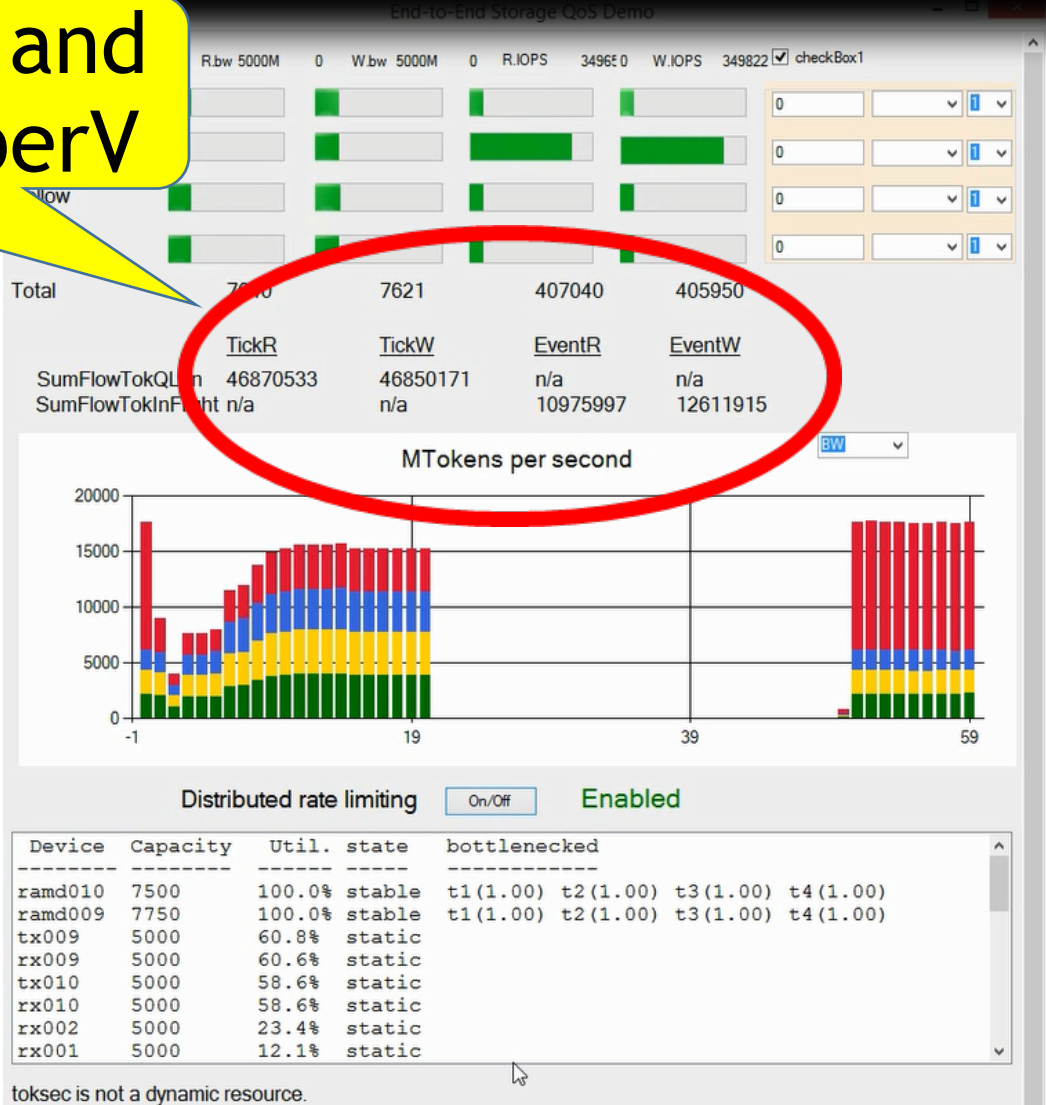 End-to-End Storage QoS Demo
and
R.bw 5000M 0 W.bw 5000M 0 R.IOPS 0 W.IOPS 349822 checkBox1
0 1
perV
0 1
0 1
0 1
Total 7621 407040 405950
TickR TickW EventR EventW
46870533 46850171 n/a n/a
n/a n/a 10975997 12611915
BW
MTokens per second
20000
15000
10000
5000
0
-1 19 39 59
Distributed rate limiting On/Off Enabled
Device Capacity Util. state bottlenecked
-------- -------- ------ ----- ------------
ramd010 7500 100.0% stable t1(1.00) t2(1.00) t3(1.00) t4(1.00)
ramd009 7750 100.0% stable t1(1.00) t2(1.00) t3(1.00) t4(1.00)
tx009 5000 60.8% static
rx009 5000 60.6% static
tx010 5000 58.6% static
rx010 5000 58.6% static
rx002 5000 23.4% static
rx001 5000 12.1% static
toksec is not a dynamic resource.